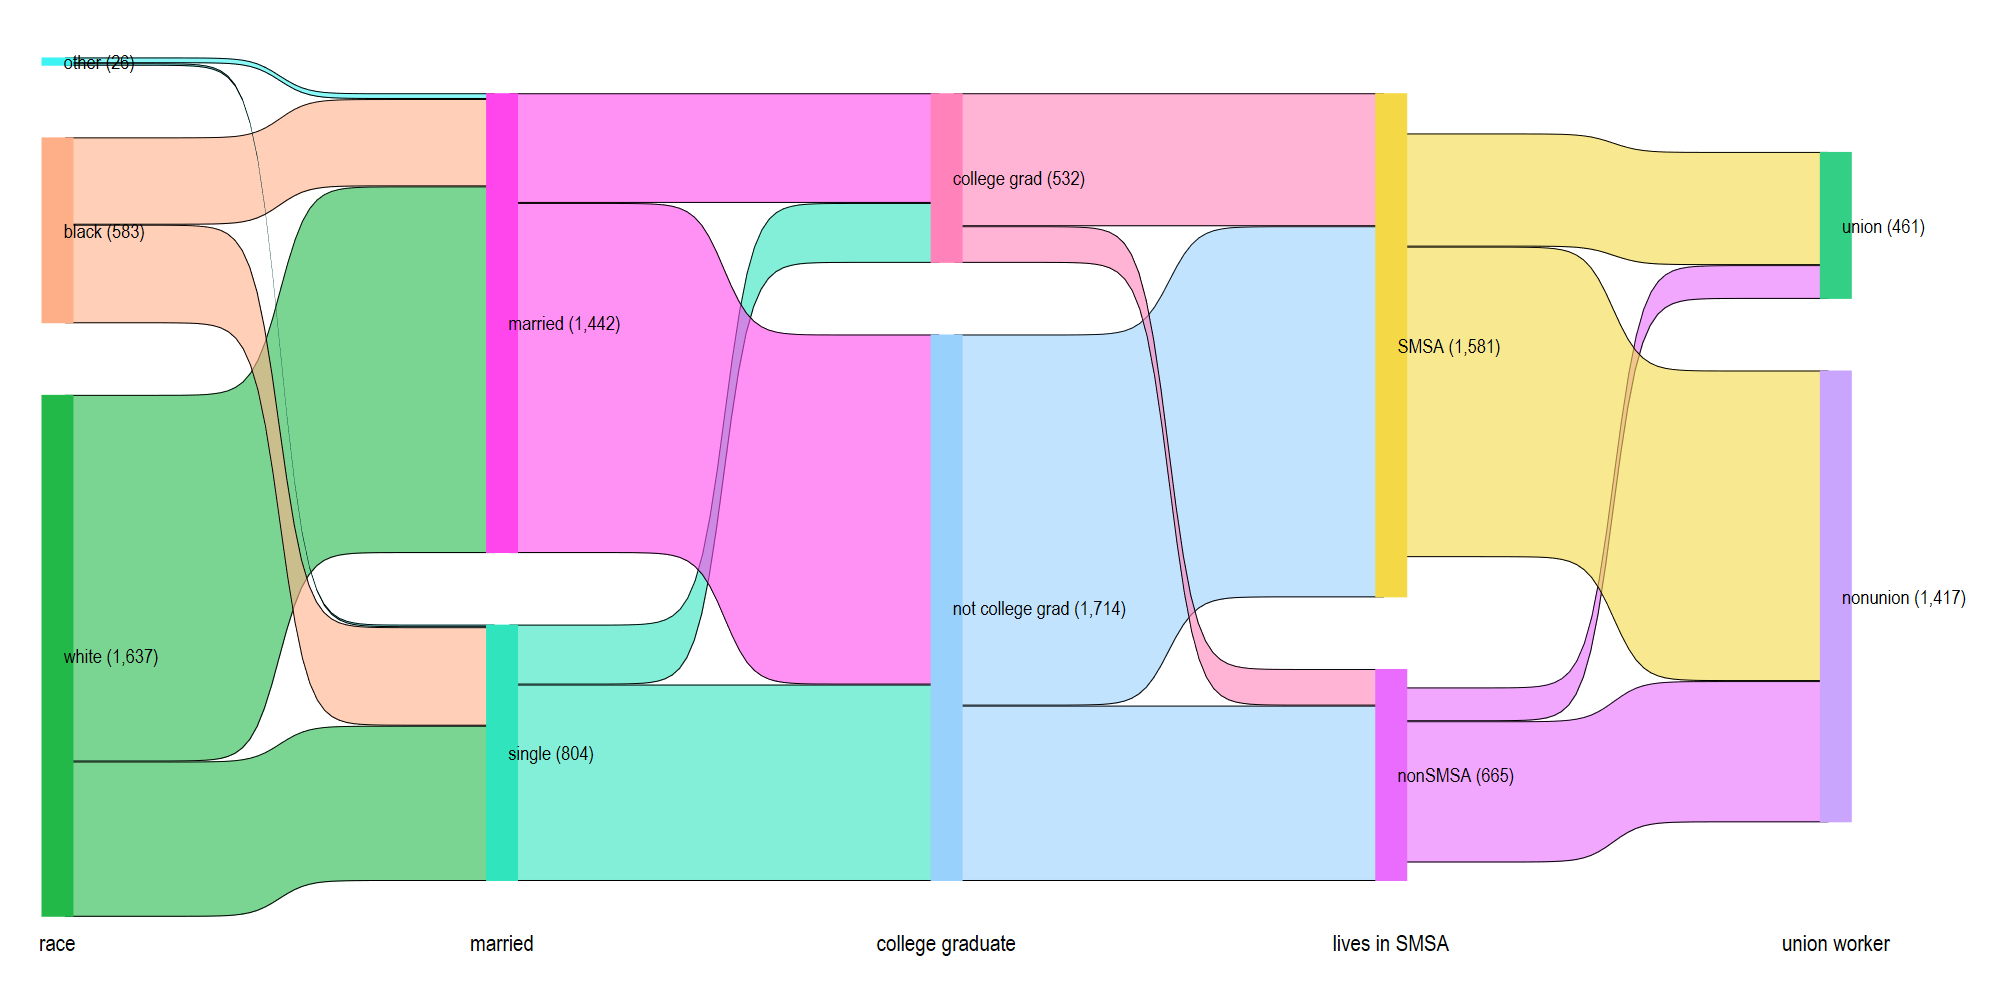 other (26)
black (583)
white (1,637)
married (1,442)
single (804)
college grad (532)
not college grad (1,714)
SMSA (1,581)
nonSMSA (665)
union (461)
nonunion (1,417)
race
married
college graduate
lives in SMSA
union worker